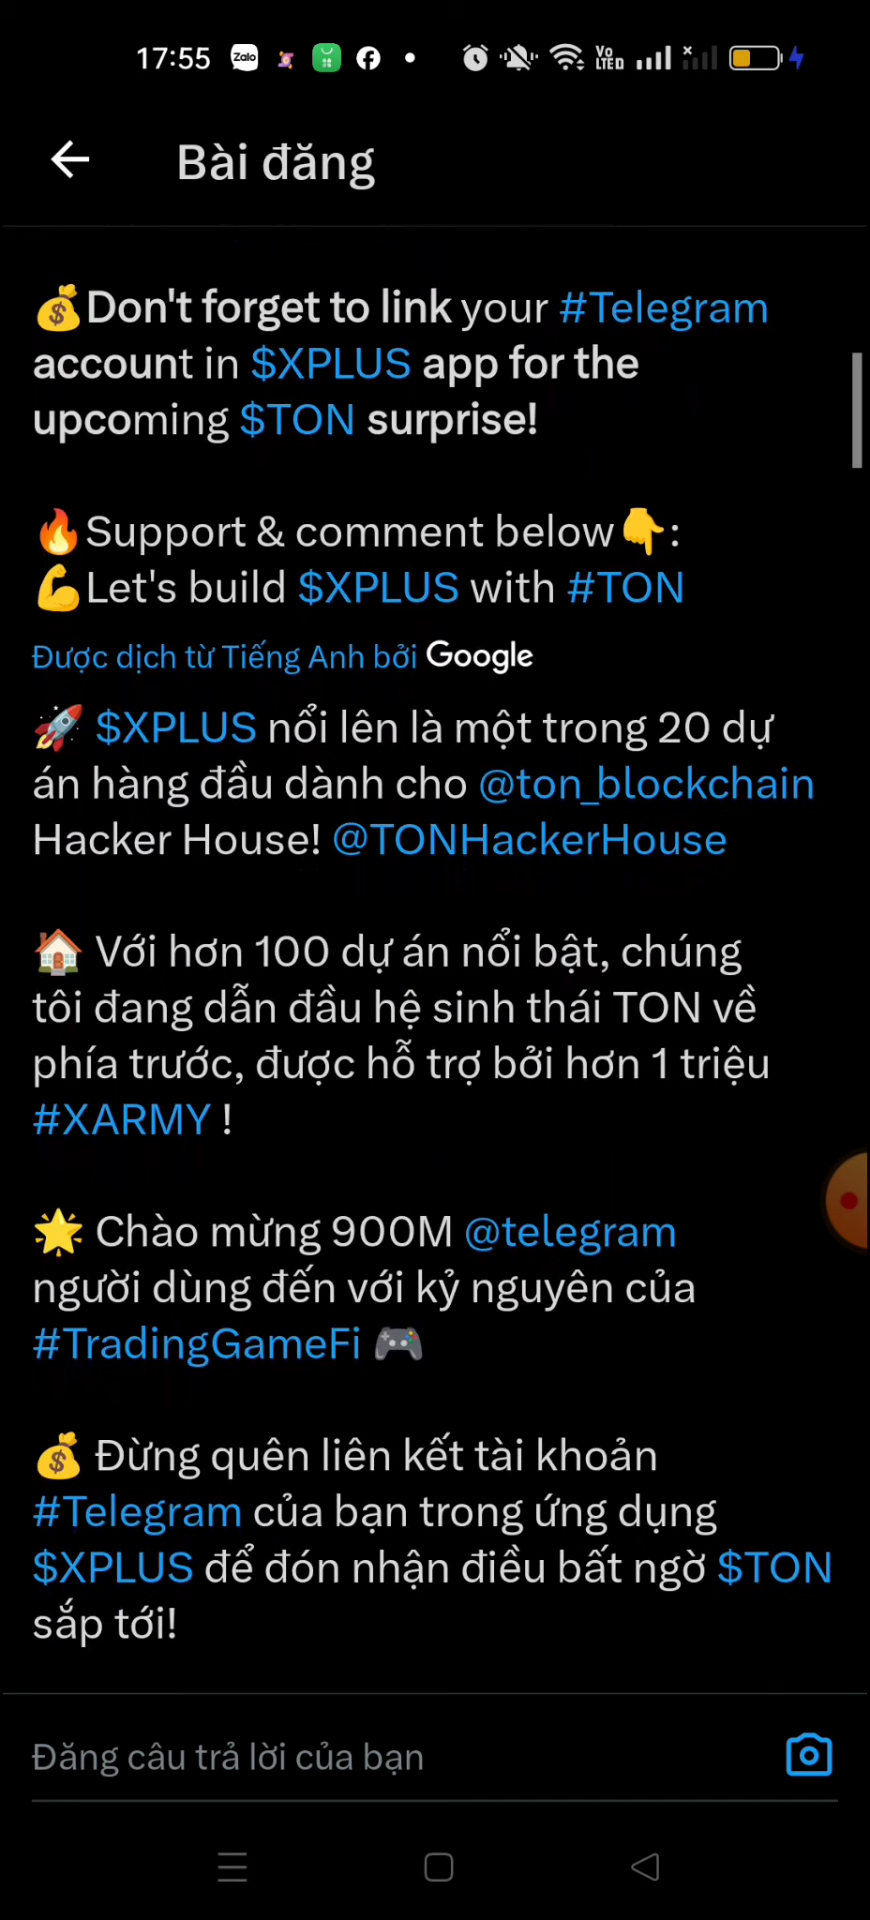 17:55 Zalo VoLTED
Bài đăng
💰Don't forget to link your #Telegram
account in $XPLUS app for the
upcoming $TON surprise!
🔥Support & comment below👇:
💪Let's build $XPLUS with #TON
Được dịch từ Tiếng Anh bởi Google
🚀 $XPLUS nổi lên là một trong 20 dự
án hàng đầu dành cho @ton_blockchain
Hacker House! @TONHackerHouse
🏠 Với hơn 100 dự án nổi bật, chúng
tôi đang dẫn đầu hệ sinh thái TON về
phía trước, được hỗ trợ bởi hơn 1 triệu
#XARMY !
🌟 Chào mừng 900M @telegram
người dùng đến với kỷ nguyên của
#TradingGameFi 🎮
💰 Đừng quên liên kết tài khoản
#Telegram của bạn trong ứng dụng
$XPLUS để đón nhận điều bất ngờ $TON
sắp tới!
Đăng câu trả lời của bạn